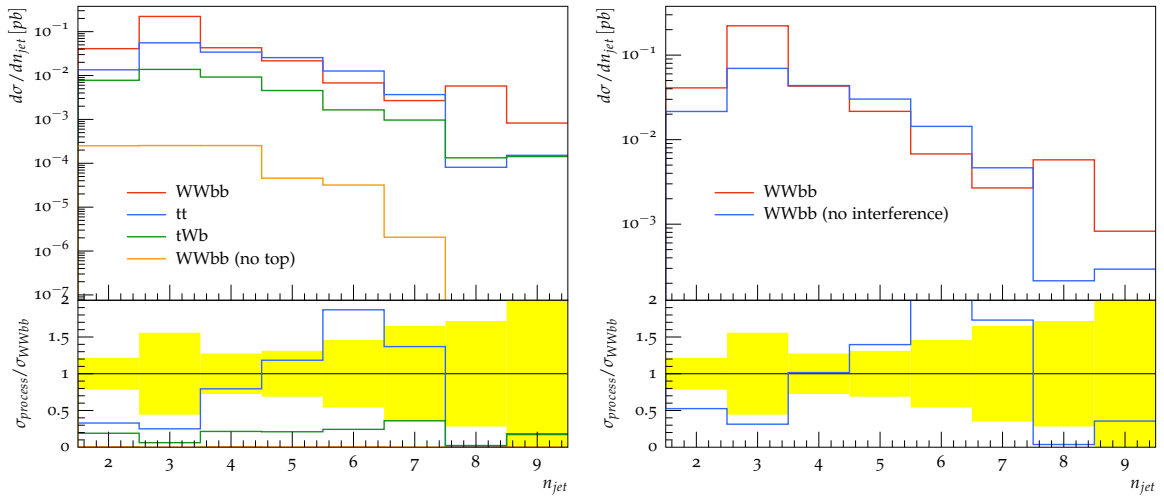 dσ/dn_jet [pb]
10⁻¹
10⁻²
10⁻³
10⁻⁴
10⁻⁵
10⁻⁶
10⁻⁷
WWbb
tt
tWb
WWbb (no top)
σ_process/σ_WWbb
2
1.5
1
0.5
0
2 3 4 5 6 7 8 9
n_jet
dσ/dn_jet [pb]
10⁻¹
10⁻²
10⁻³
WWbb
WWbb (no interference)
σ_process/σ_WWbb
2
1.5
1
0.5
0
2 3 4 5 6 7 8 9
n_jet